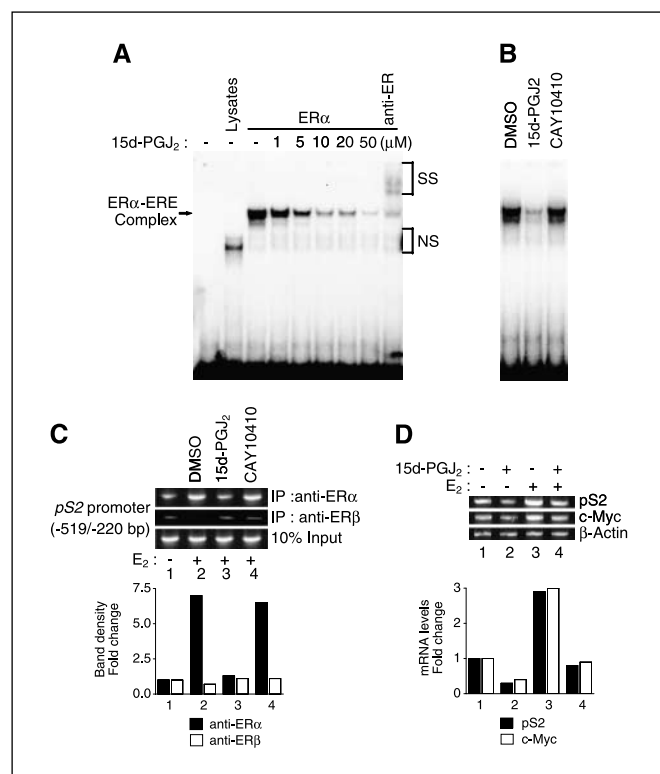 A
Lysates
anti-ER
ERα
15d-PGJ₂ : - - - 1 5 10 20 50 (μM)
SS
ERα-ERE
Complex
NS
B
DMSO
15d-PGJ2
CAY10410
C
DMSO
15d-PGJ₂
CAY10410
pS2 promoter
(-519/-220 bp)
IP :anti-ERα
IP : anti-ERβ
10% Input
E₂ : - + + +
1 2 3 4
Band density
Fold change
7.5
5.0
2.5
0
1 2 3 4
anti-ERα
anti-ERβ
D
15d-PGJ₂ : - + - +
E₂ : - - + +
pS2
c-Myc
β-Actin
1 2 3 4
mRNA levels
Fold change
3
2
1
0
1 2 3 4
pS2
c-Myc